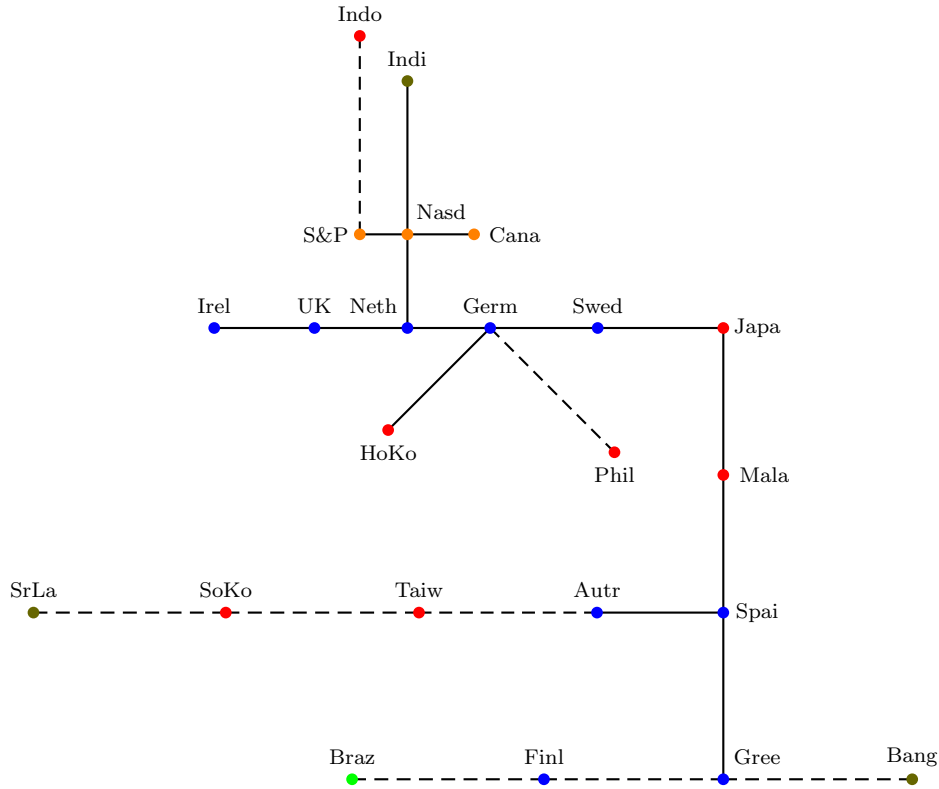 Indo
Indi
Nasd
S&P
Cana
Irel
UK
Neth
Germ
Swed
Japa
HoKo
Phil
Mala
SrLa
SoKo
Taiw
Autr
Spai
Braz
Finl
Gree
Bang